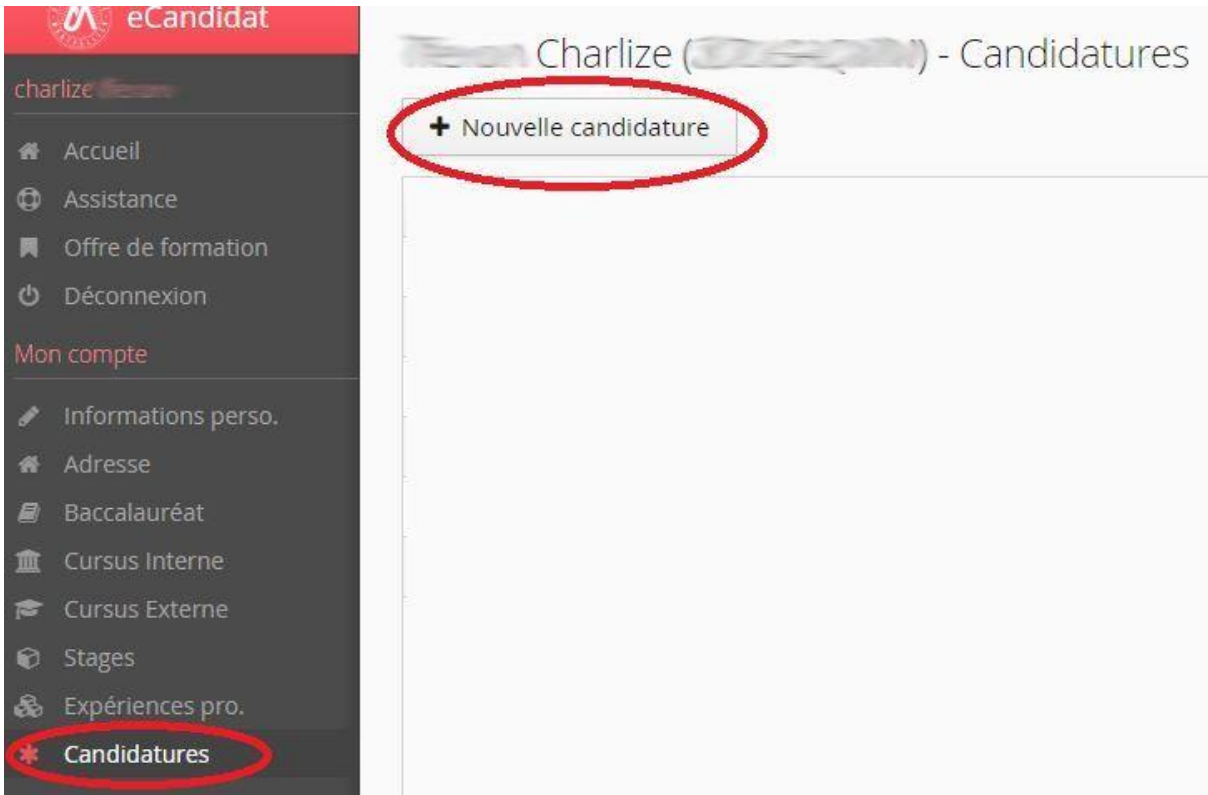 eCandidat
charlize
Accueil
Assistance
Offre de formation
Déconnexion
Mon compte
Informations perso.
Adresse
Baccalauréat
Cursus Interne
Cursus Externe
Stages
Expériences pro.
Candidatures
Charlize ( ) - Candidatures
+ Nouvelle candidature